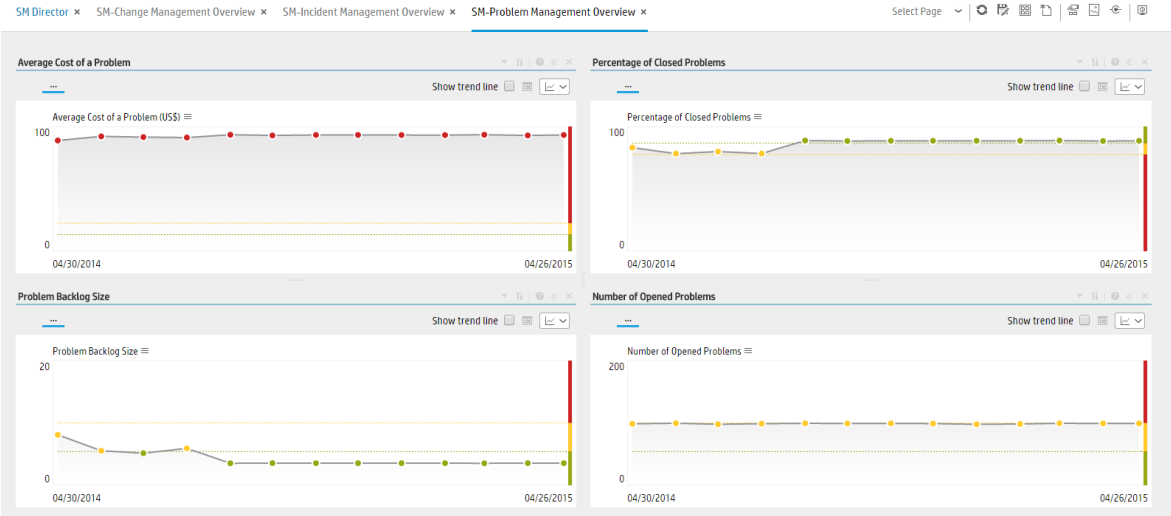 SM Director × SM-Change Management Overview × SM-Incident Management Overview × SM-Problem Management Overview × Select Page
Average Cost of a Problem
...
Show trend line
Average Cost of a Problem (US$)
100
0
04/30/2014 04/26/2015
Percentage of Closed Problems
...
Show trend line
Percentage of Closed Problems
100
0
04/30/2014 04/26/2015
Problem Backlog Size
...
Show trend line
Problem Backlog Size
20
0
04/30/2014 04/26/2015
Number of Opened Problems
...
Show trend line
Number of Opened Problems
200
0
04/30/2014 04/26/2015